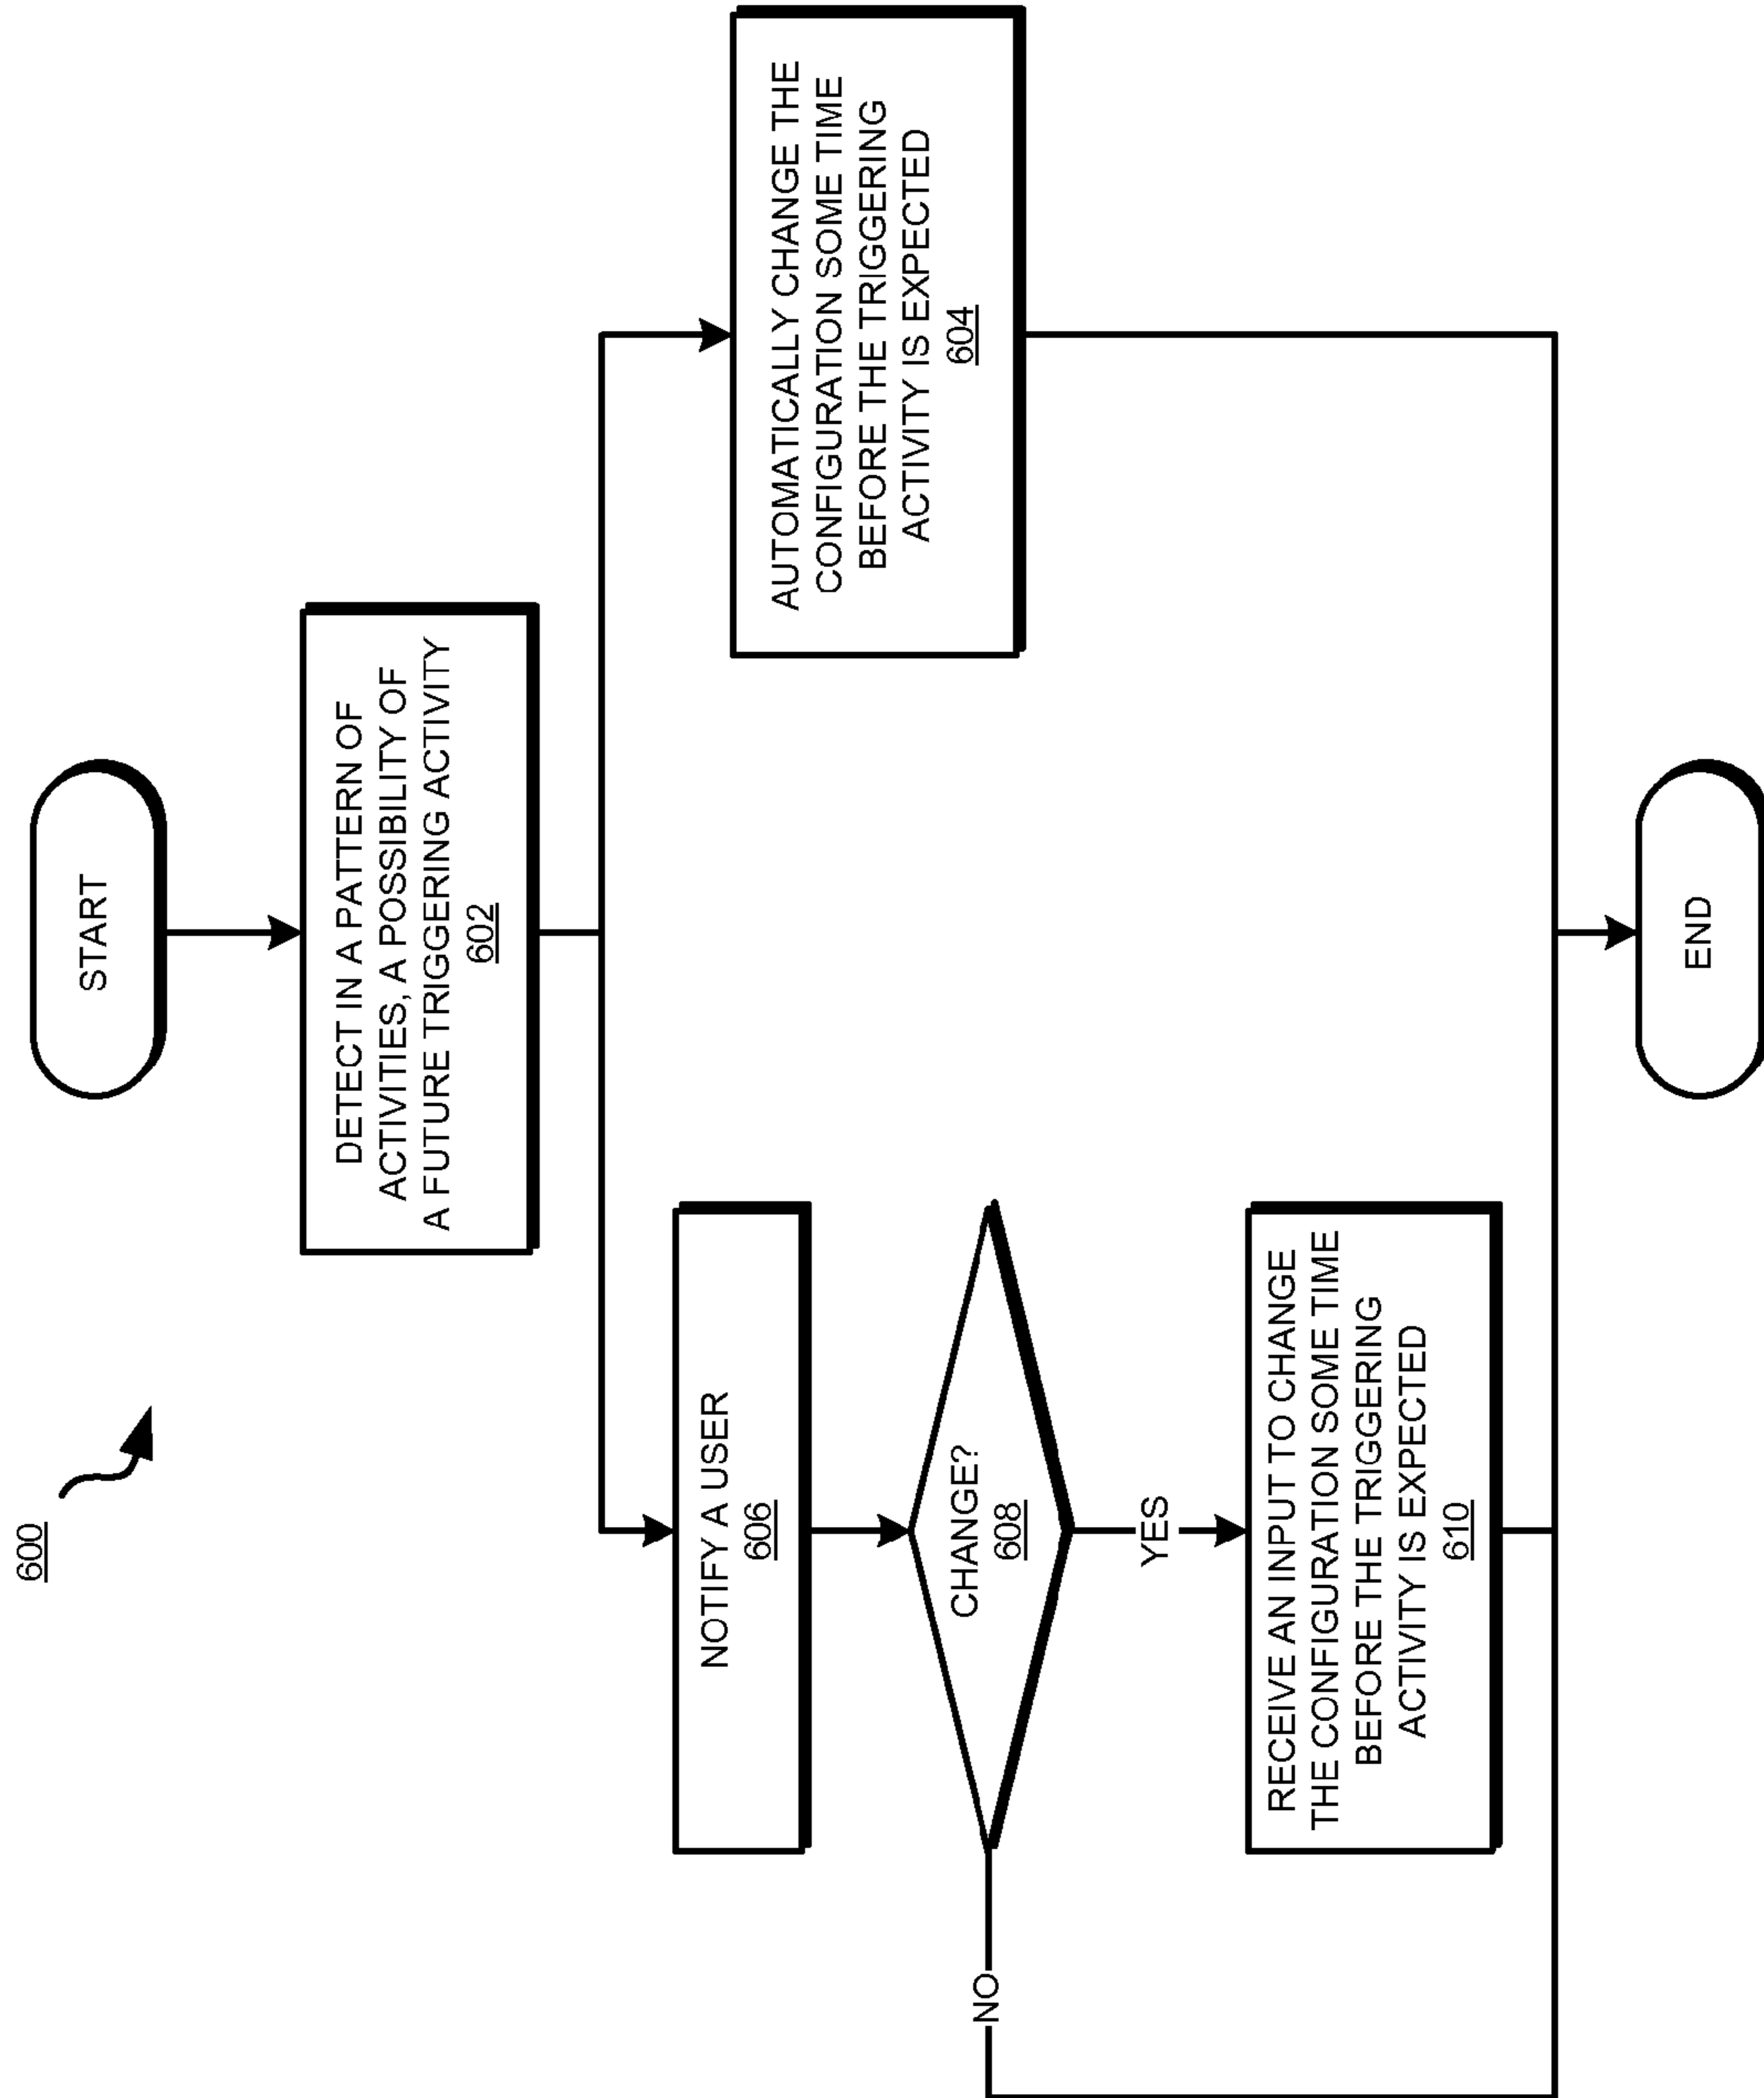 600
START
DETECT IN A PATTERN OF
ACTIVITIES, A POSSIBILITY OF
A FUTURE TRIGGERING ACTIVITY
602
NOTIFY A USER
606
CHANGE?
608
NO
YES
RECEIVE AN INPUT TO CHANGE
THE CONFIGURATION SOME TIME
BEFORE THE TRIGGERING
ACTIVITY IS EXPECTED
610
AUTOMATICALLY CHANGE THE
CONFIGURATION SOME TIME
BEFORE THE TRIGGERING
ACTIVITY IS EXPECTED
604
END